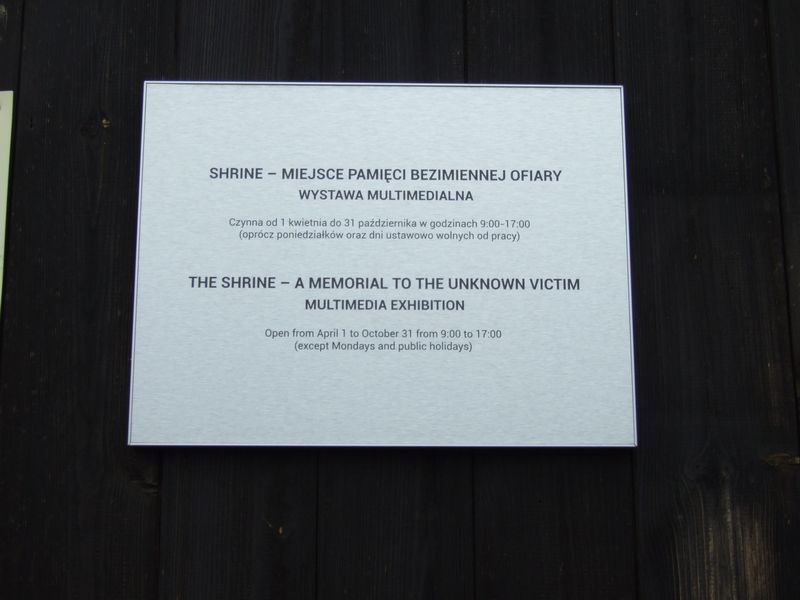 SHRINE – MIEJSCE PAMIĘCI BEZIMIENNEJ OFIARY
WYSTAWA MULTIMEDIALNA
Czynna od 1 kwietnia do 31 października w godzinach 9:00-17:00
(oprócz poniedziałków oraz dni ustawowo wolnych od pracy)
THE SHRINE – A MEMORIAL TO THE UNKNOWN VICTIM
MULTIMEDIA EXHIBITION
Open from April 1 to October 31 from 9:00 to 17:00
(except Mondays and public holidays)